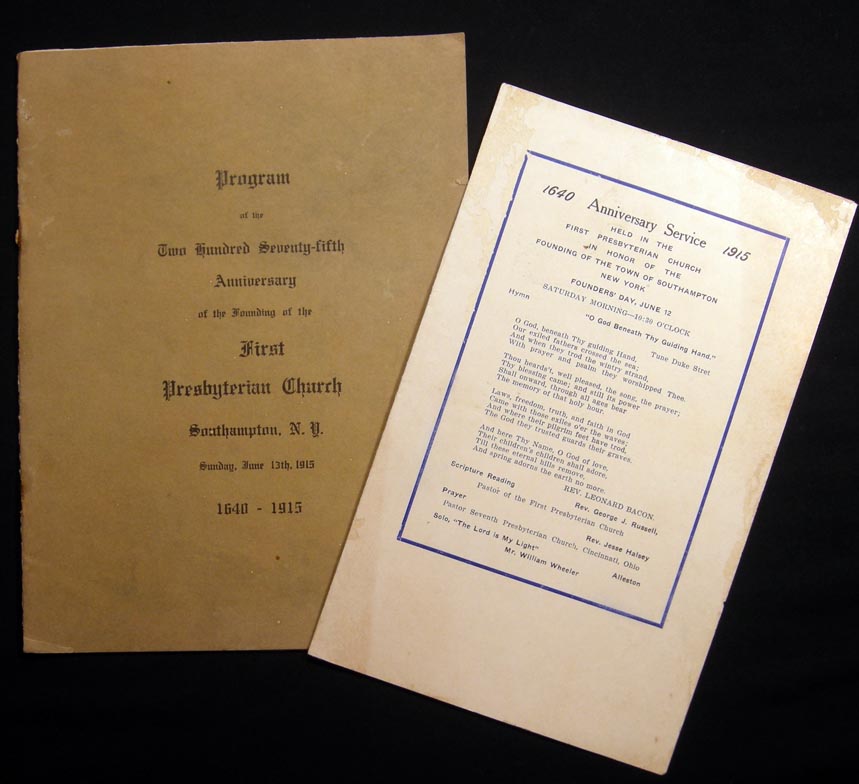 Program
of the
Two Hundred Seventy-fifth
Anniversary
of the Founding of the
First
Presbyterian Church
Southampton, N. Y.
Sunday, June 13th, 1915
1640 - 1915
1640 Anniversary Service 1915
HELD IN THE
FIRST PRESBYTERIAN CHURCH
IN HONOR OF THE
FOUNDING OF THE TOWN OF SOUTHAMPTON
NEW YORK
FOUNDERS' DAY, JUNE 12
SATURDAY MORNING—10:30 O'CLOCK
Hymn "O God Beneath Thy Guiding Hand."
Tune Duke Stret
O God, beneath Thy guiding Hand,
Our exiled fathers crossed the sea;
And when they trod the wintry strand,
With prayer and psalm they worshipped Thee.
Thou heards't, well pleased, the song, the prayer;
Thy blessing came; and still its power
Shall onward, through all ages bear
The memory of that holy hour.
Laws, freedom, truth, and faith in God
Came with those exiles o'er the waves;
And where their pilgrim feet have trod,
The God they trusted guards their graves.
And here Thy Name, O God of love,
Their children's children shall adore,
Till these eternal hills remove,
And spring adorns the earth no more.
REV. LEONARD BACON.
Scripture Reading Rev. George J. Russell,
Pastor of the First Presbyterian Church
Prayer Rev. Jesse Halsey
Pastor Seventh Presbyterian Church, Cincinnati, Ohio
Solo, "The Lord is My Light" Alleston
Mr. William Wheeler